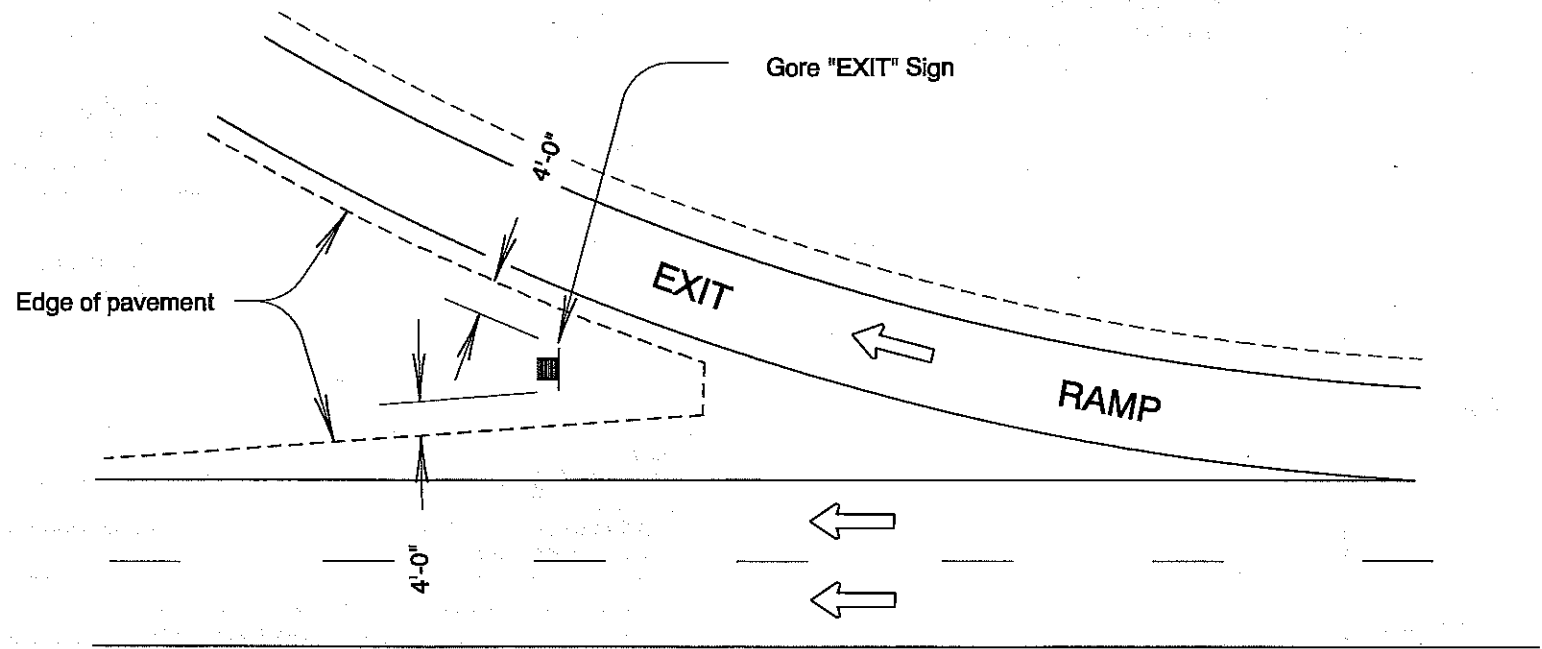 Gore "EXIT" Sign
4'-0"
EXIT
Edge of pavement
RAMP
4'-0"